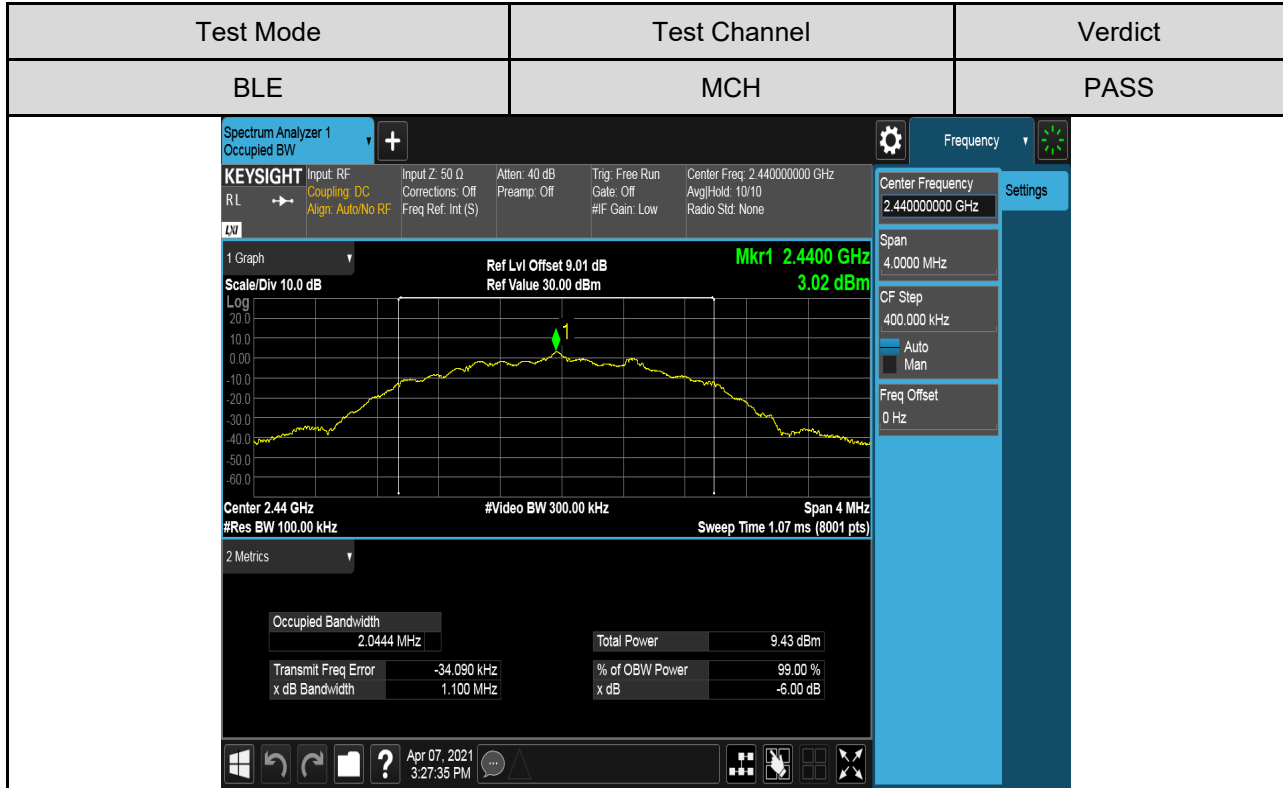 Test Mode Test Channel Verdict
BLE MCH PASS
Spectrum Analyzer 1
Occupied BW
+
Frequency
KEYSIGHT Input: RF Input Z: 50 Ω Atten: 40 dB Trig: Free Run Center Freq: 2.440000000 GHz
RL Coupling: DC Corrections: Off Preamp: Off Gate: Off Avg|Hold: 10/10
Align: Auto/No RF Freq Ref: Int (S) #IF Gain: Low Radio Std: None
LXI
Center Frequency
2.440000000 GHz
Settings
Span
4.0000 MHz
CF Step
400.000 kHz
Auto
Man
Freq Offset
0 Hz
1 Graph
Ref Lvl Offset 9.01 dB
Mkr1 2.4400 GHz
Scale/Div 10.0 dB Ref Value 30.00 dBm 3.02 dBm
Log
20.0
10.0
0.00
-10.0
-20.0
-30.0
-40.0
-50.0
-60.0
1
Center 2.44 GHz #Video BW 300.00 kHz Span 4 MHz
#Res BW 100.00 kHz Sweep Time 1.07 ms (8001 pts)
2 Metrics
Occupied Bandwidth
2.0444 MHz
Total Power 9.43 dBm
Transmit Freq Error -34.090 kHz % of OBW Power 99.00 %
x dB Bandwidth 1.100 MHz x dB -6.00 dB
?
Apr 07, 2021
3:27:35 PM